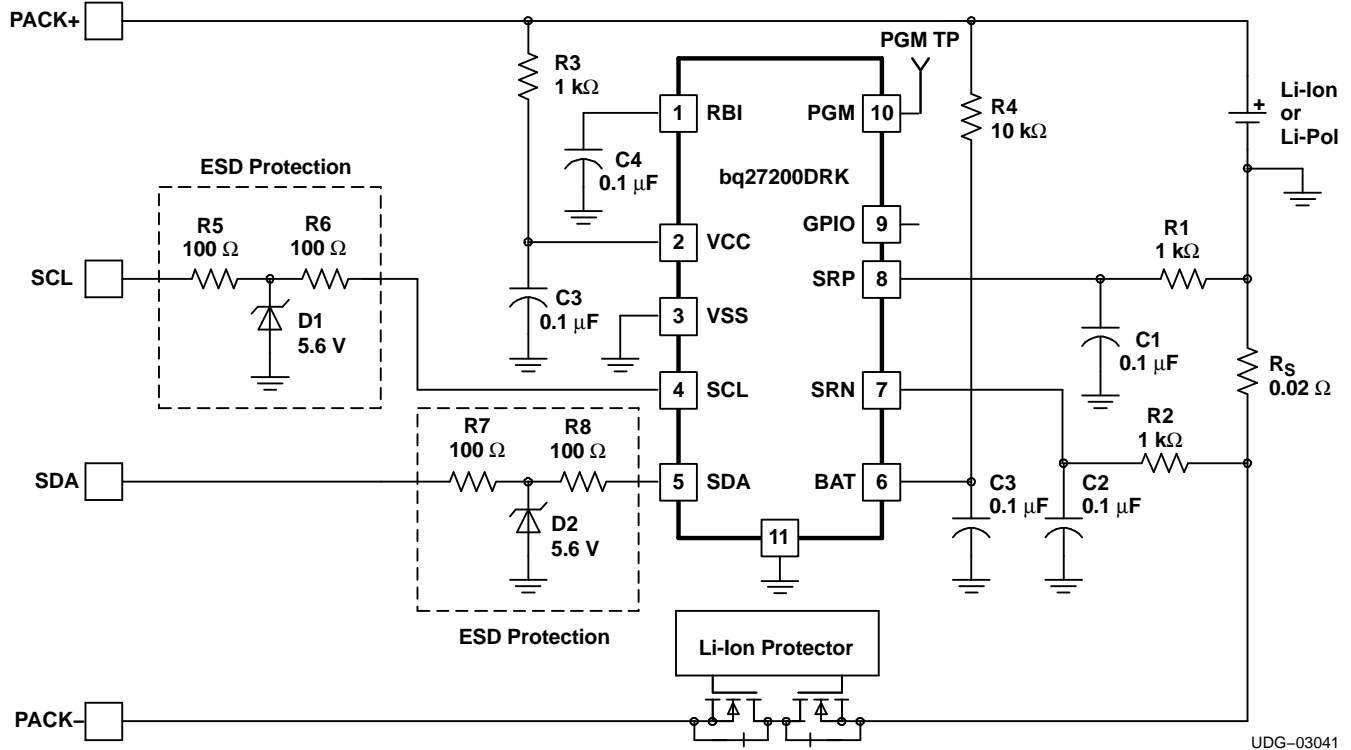 PACK+
PGM TP
R3
1 kΩ
R4
10 kΩ
Li-Ion
or
Li-Pol
+
1
RBI
PGM
10
C4
0.1 μF
bq27200DRK
ESD Protection
R5
100 Ω
R6
100 Ω
GPIO
9
R1
1 kΩ
2
VCC
SCL
SRP
8
D1
5.6 V
C3
0.1 μF
3
VSS
C1
0.1 μF
RS
0.02 Ω
4
SCL
SRN
7
R7
100 Ω
R8
100 Ω
R2
1 kΩ
SDA
5
SDA
BAT
6
C3
0.1 μF
C2
0.1 μF
D2
5.6 V
11
ESD Protection
Li-Ion Protector
PACK–
UDG–03041